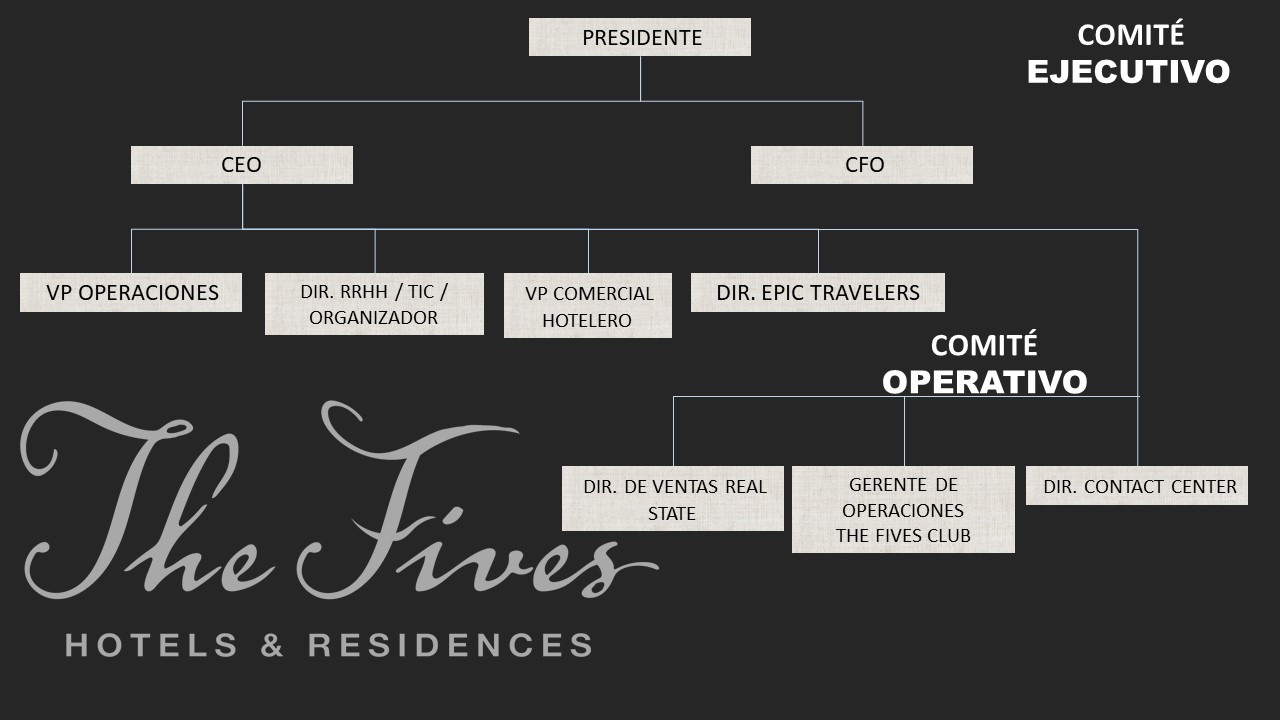 PRESIDENTE
COMITÉ
EJECUTIVO
CEO
CFO
VP OPERACIONES
DIR. RRHH / TIC /
ORGANIZADOR
VP COMERCIAL
HOTELERO
DIR. EPIC TRAVELERS
COMITÉ
OPERATIVO
DIR. DE VENTAS REAL
STATE
GERENTE DE
OPERACIONES
THE FIVES CLUB
DIR. CONTACT CENTER
The Fives
HOTELS & RESIDENCES